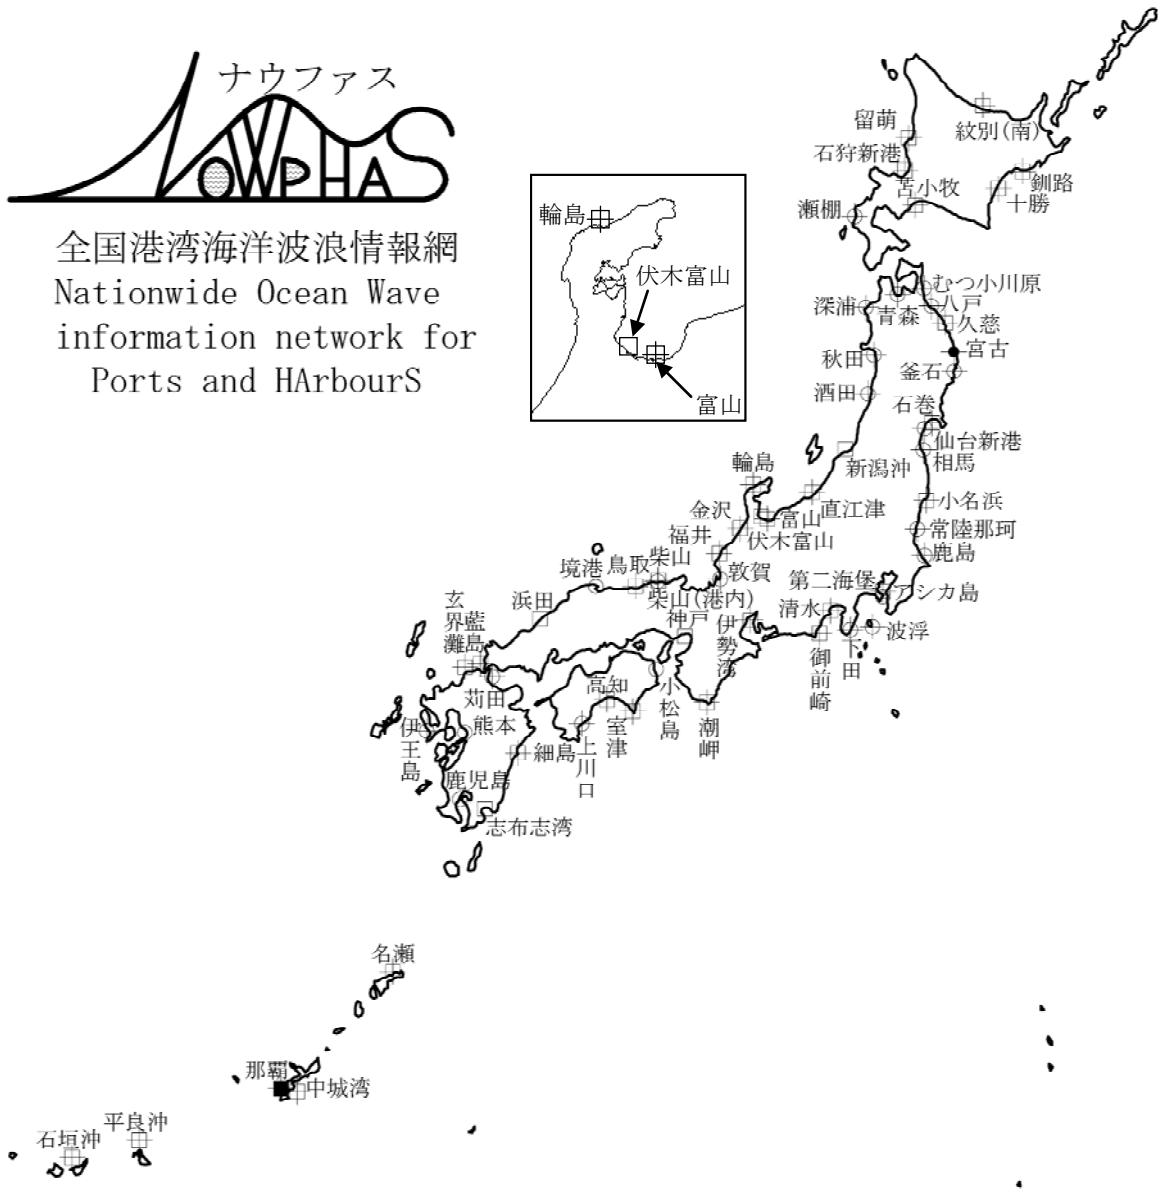 ナウファス
NOWPHAS
全国港湾海洋波浪情報網
Nationwide Ocean Wave
information network for
Ports and HArbourS
輪島
伏木富山
富山
留萌
紋別(南)
石狩新港
苫小牧
釧路
十勝
瀬棚
むつ小川原
深浦
青森
八戸
久慈
宮古
秋田
釜石
酒田
石巻
仙台新港
新潟沖
相馬
輪島
金沢
直江津
小名浜
富山
福井
伏木富山
常陸那珂
鹿島
柴山
鳥取
境港
敦賀
第二海堡
アシカ島
浜田
柴山(港内)
神戸
伊勢湾
清水
波浮
下田
御前崎
玄界灘
藍島
苅田
高知
小松島
潮岬
室津
上川口
細島
熊本
伊王島
鹿児島
志布志湾
名瀬
那覇
中城湾
平良沖
石垣沖